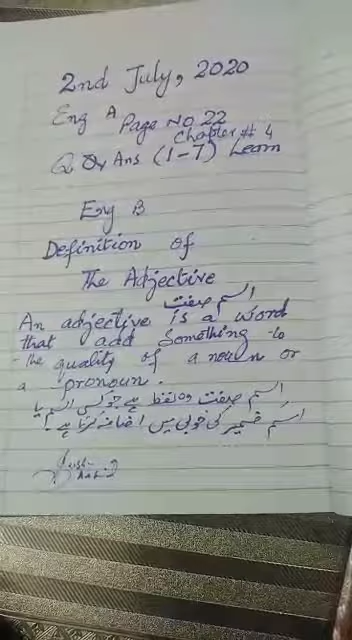 2nd July, 2020
Eng A Page No 22
Chapter # 4
Q Ans (1-7) Learn
Eng B
Definition of
The Adjective
اسم صفت
An adjective is a word
that add something to
the quality of a noun or
a pronoun.
اسم صفت وہ لفظ ہے جو کسی اسم یا
اسم ضمیر کی خوبی میں اضافہ کرتا ہے۔